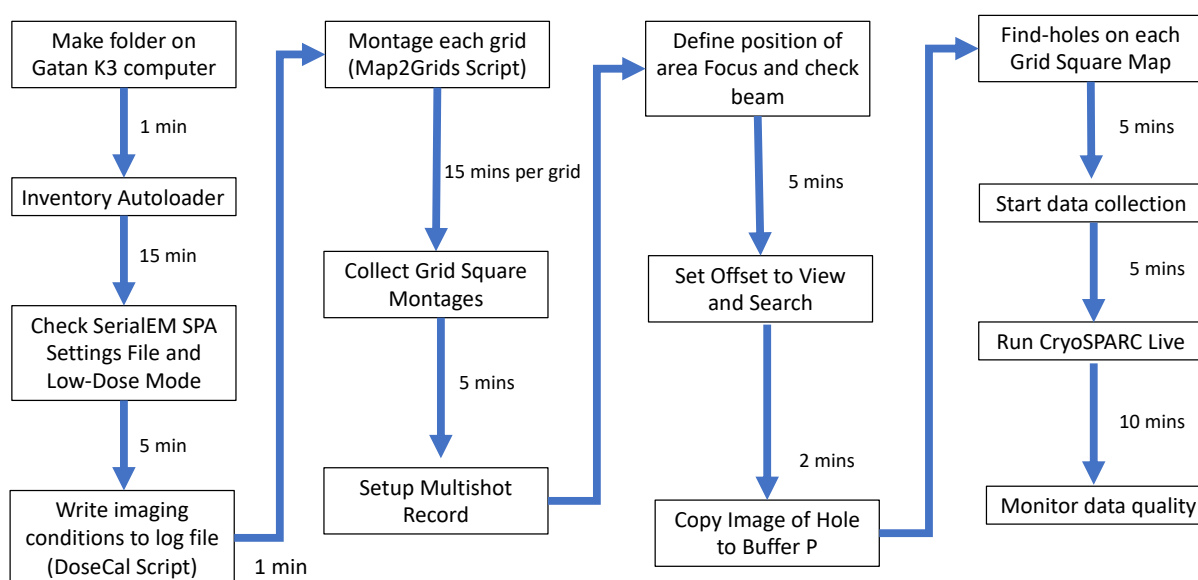 Make folder on
Gatan K3 computer
1 min
Inventory Autoloader
15 min
Check SerialEM SPA
Settings File and
Low-Dose Mode
5 min
Write imaging
conditions to log file
(DoseCal Script)
1 min
Montage each grid
(Map2Grids Script)
15 mins per grid
Collect Grid Square
Montages
5 mins
Setup Multishot
Record
Define position of
area Focus and check
beam
5 mins
Set Offset to View
and Search
2 mins
Copy Image of Hole
to Buffer P
Find-holes on each
Grid Square Map
5 mins
Start data collection
5 mins
Run CryoSPARC Live
10 mins
Monitor data quality